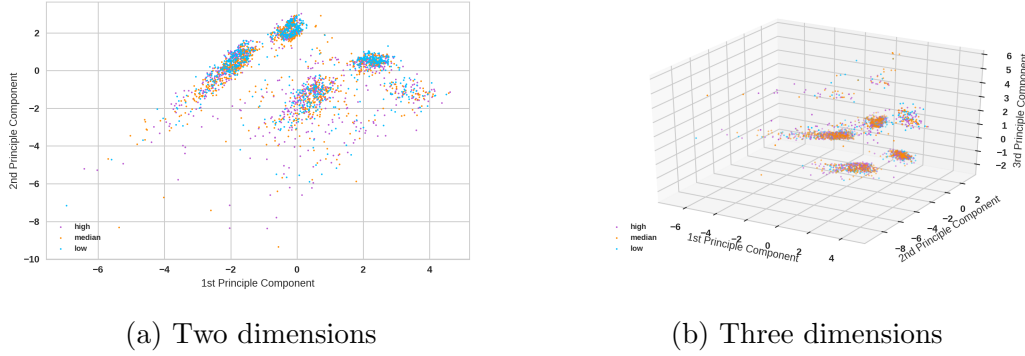 2
0
−2
−4
−6
−8
−10
2nd Principle Component
high
median
low
−6
−4
−2
0
2
4
1st Principle Component
6
5
4
3
2
1
0
−1
−2
3rd Principle Component
high
median
low
−6
−4
−2
0
2
4
1st Principle Component
−8
−6
−4
−2
0
2
2nd Principle Component
(a) Two dimensions
(b) Three dimensions